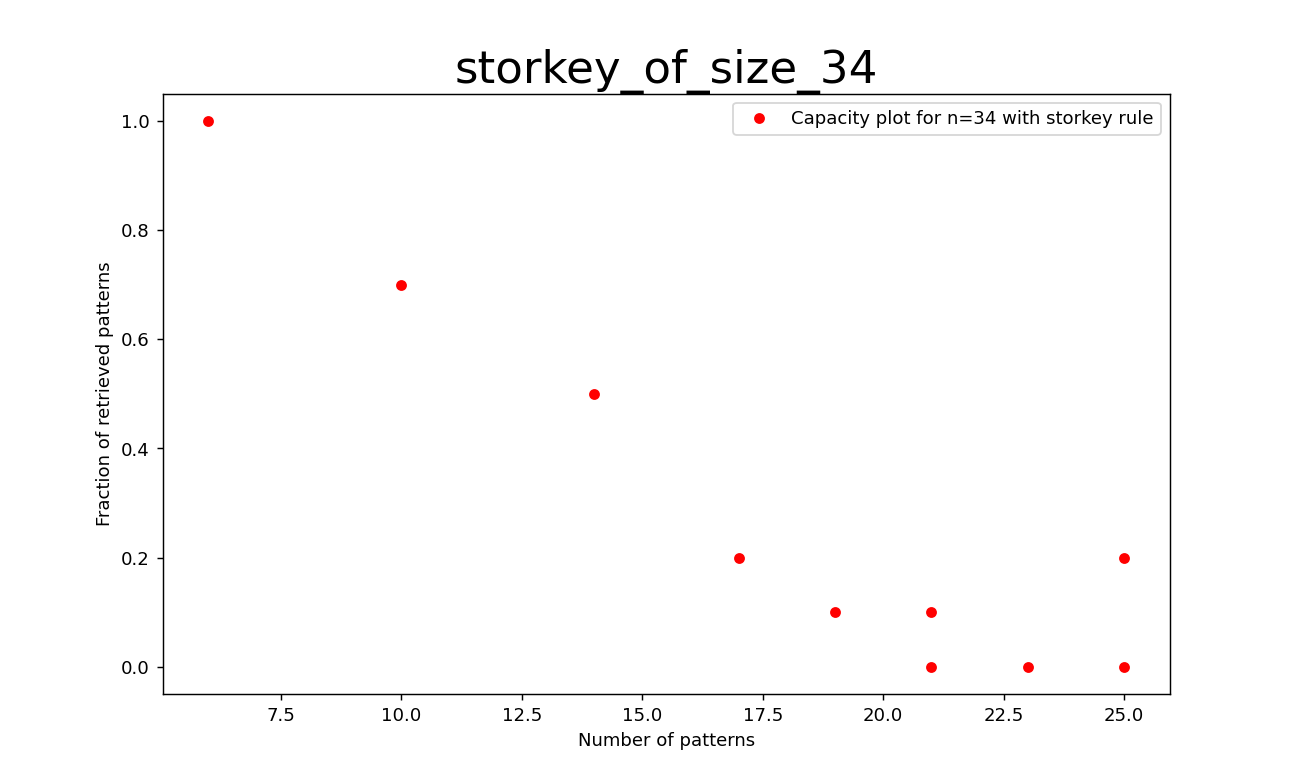 storkey_of_size_34
Capacity plot for n=34 with storkey rule
1.0
0.8
0.6
0.4
0.2
0.0
Fraction of retrieved patterns
7.5 10.0 12.5 15.0 17.5 20.0 22.5 25.0
Number of patterns